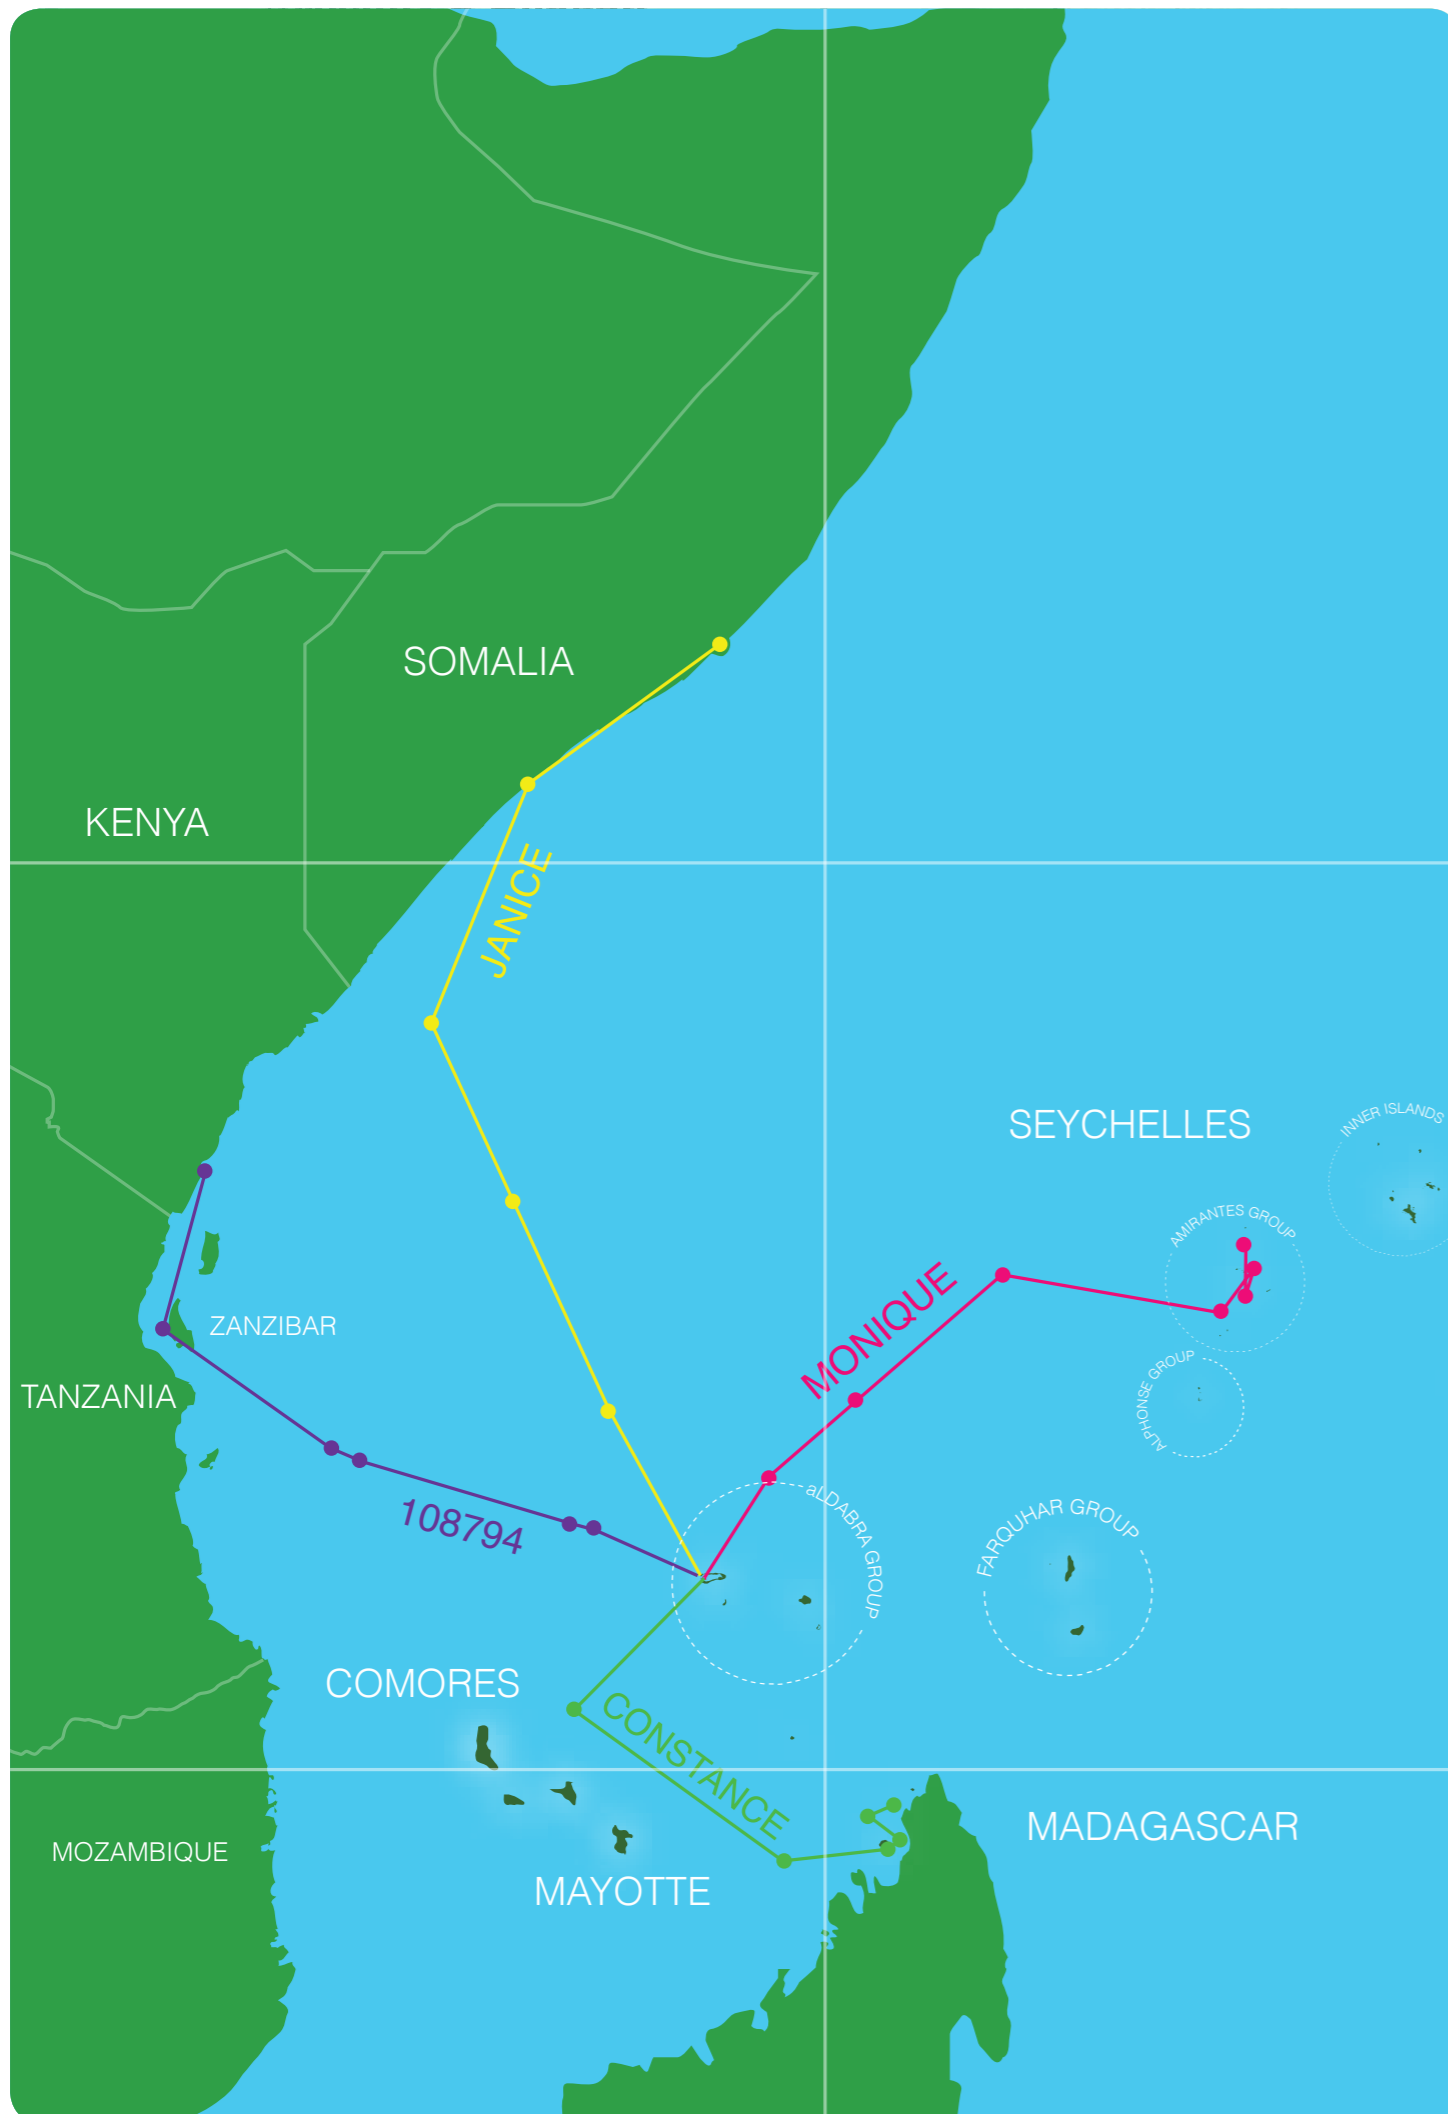 SOMALIA
KENYA
JANICE
SEYCHELLES
INNER ISLANDS
AMIRANTES GROUP
MONIQUE
ZANZIBAR
ALPHONSE GROUP
TANZANIA
aLDABRA GROUP
FARQUHAR GROUP
108794
COMORES
CONSTANCE
MADAGASCAR
MOZAMBIQUE
MAYOTTE